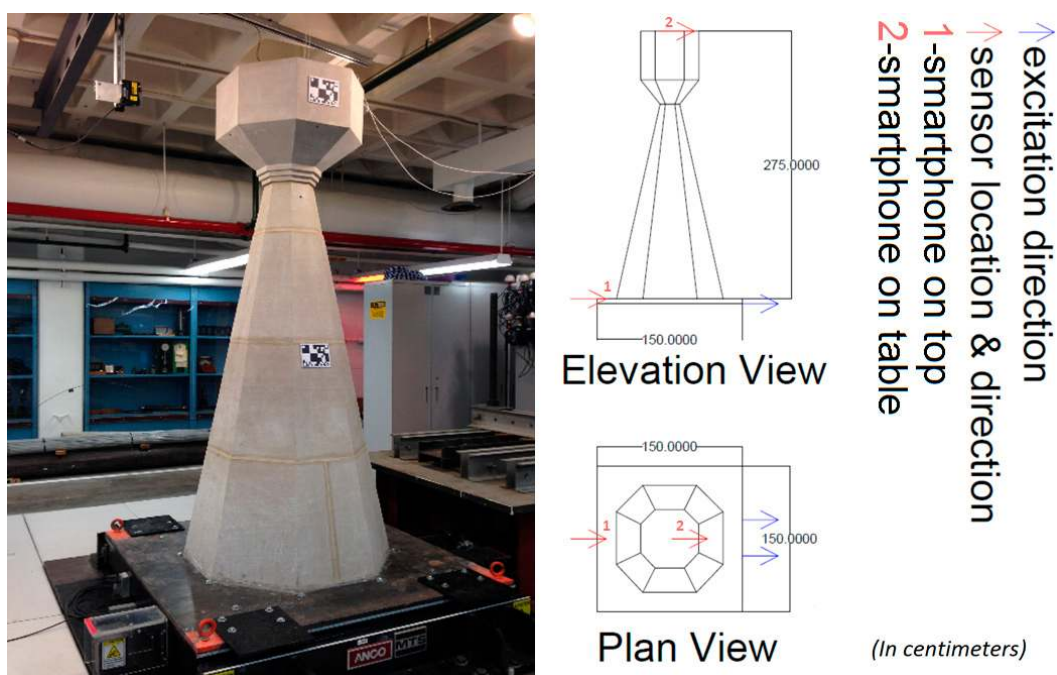 ANCO
MTS
2
275.0000
1
150.0000
Elevation View
150.0000
1
2
150.0000
Plan View
excitation direction
sensor location & direction
1-smartphone on top
2-smartphone on table
(In centimeters)